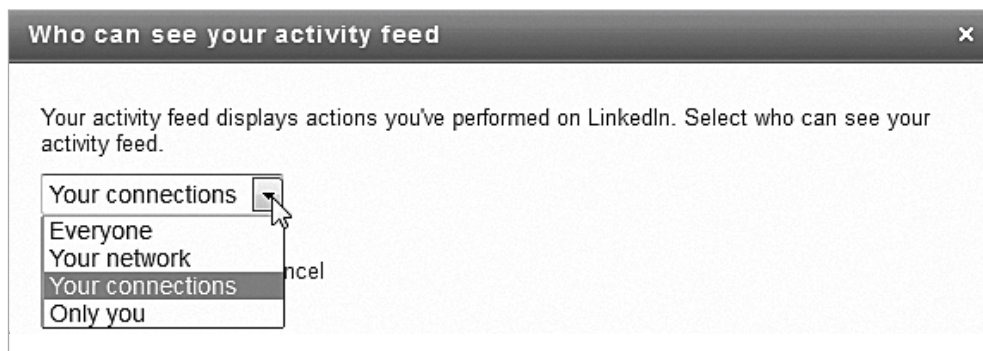 Who can see your activity feed
Your activity feed displays actions you've performed on LinkedIn. Select who can see your
activity feed.
Your connections
Everyone
Your network
ncel
Your connections
Only you